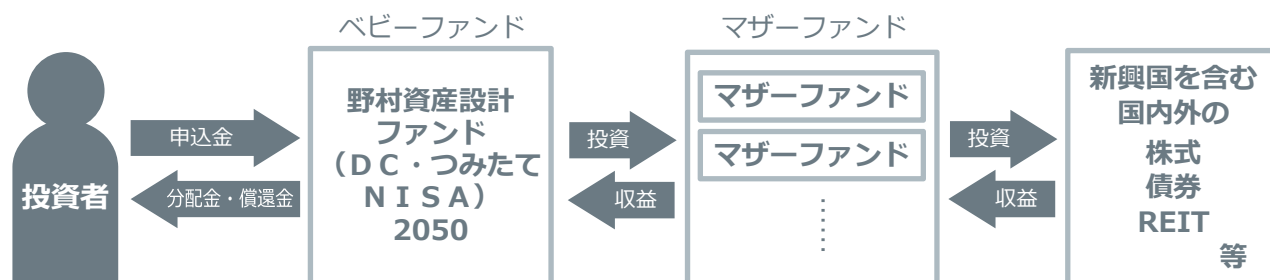 ベビーファンド
マザーファンド
投資者
申込金
分配金・償還金
野村資産設計
ファンド
（ＤＣ・つみたて
ＮＩＳＡ）
2050
投資
収益
マザーファンド
マザーファンド
投資
収益
新興国を含む
国内外の
株式
債券
REIT
等